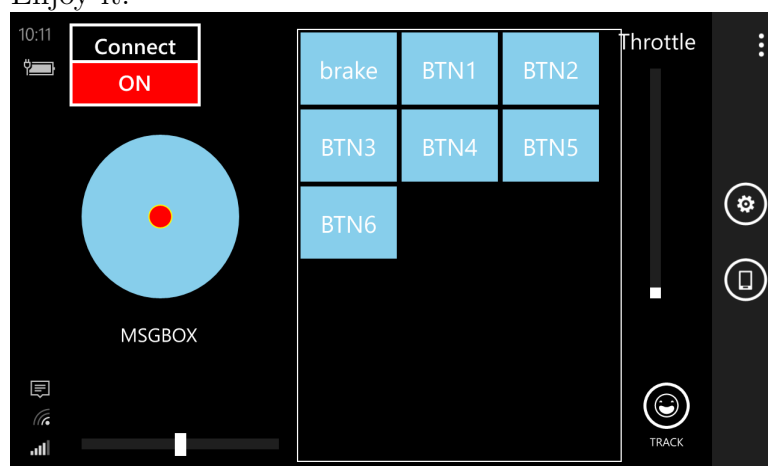 Enjoy it!
10:11
Connect
ON
brake BTN1 BTN2
BTN3 BTN4 BTN5
BTN6
Throttle
MSGBOX
TRACK